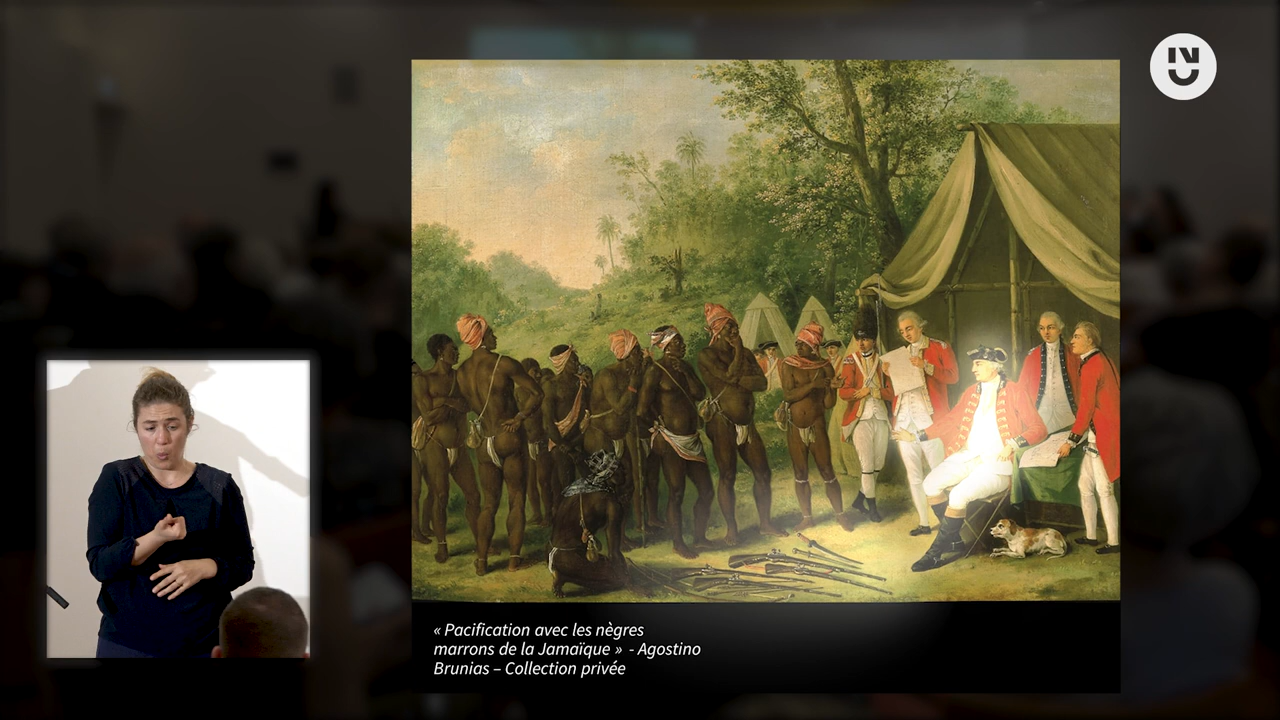 « Pacification avec les nègres
marrons de la Jamaïque »  - Agostino
Brunias – Collection privée